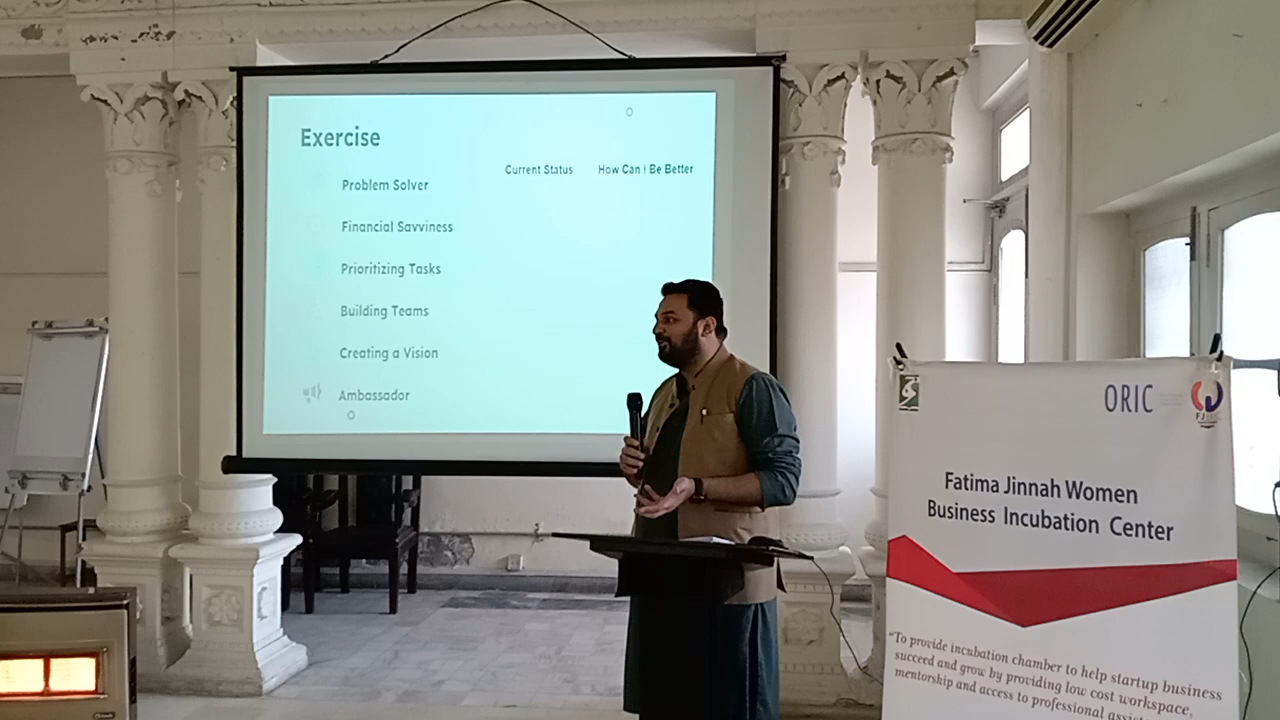 Exercise
Current Status
How Can I Be Better
Problem Solver
Financial Savviness
Prioritizing Tasks
Building Teams
Creating a Vision
Ambassador
ORIC
Fatima Jinnah Women
Business Incubation Center
“To provide incubation chamber to help startup business
succeed and grow by providing low cost workspace,
mentorship and access to professional